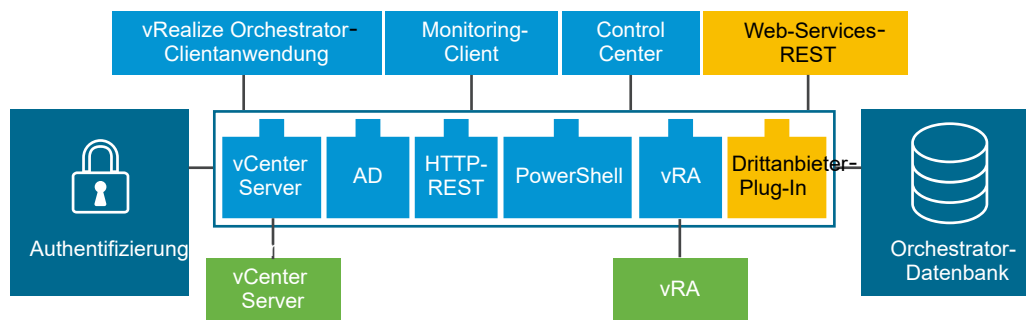 vRealize Orchestrator-
Clientanwendung
Monitoring-
Client
Control
Center
Web-Services-
REST
vCenter
Server
AD
HTTP-
REST
PowerShell
vRA
Drittanbieter-
Plug-In
Authentifizierung
Orchestrator-
Datenbank
vCenter
Server
vRA